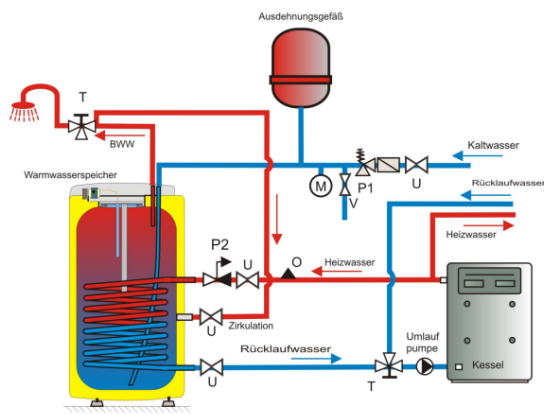 Ausdehnungsgefäß
T
BWW
Kaltwasser
Warmwasserspeicher
M
V
P1
U
Rücklaufwasser
Heizwasser
P2
U
O
Heizwasser
U
Zirkulation
Rücklaufwasser
U
T
Umlauf
pumpe
Kessel